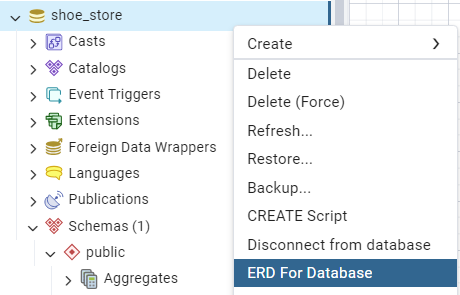 shoe_store
Casts
Catalogs
Event Triggers
Extensions
Foreign Data Wrappers
Languages
Publications
Schemas (1)
public
Aggregates
Create
Delete
Delete (Force)
Refresh...
Restore...
Backup...
CREATE Script
Disconnect from database
ERD For Database